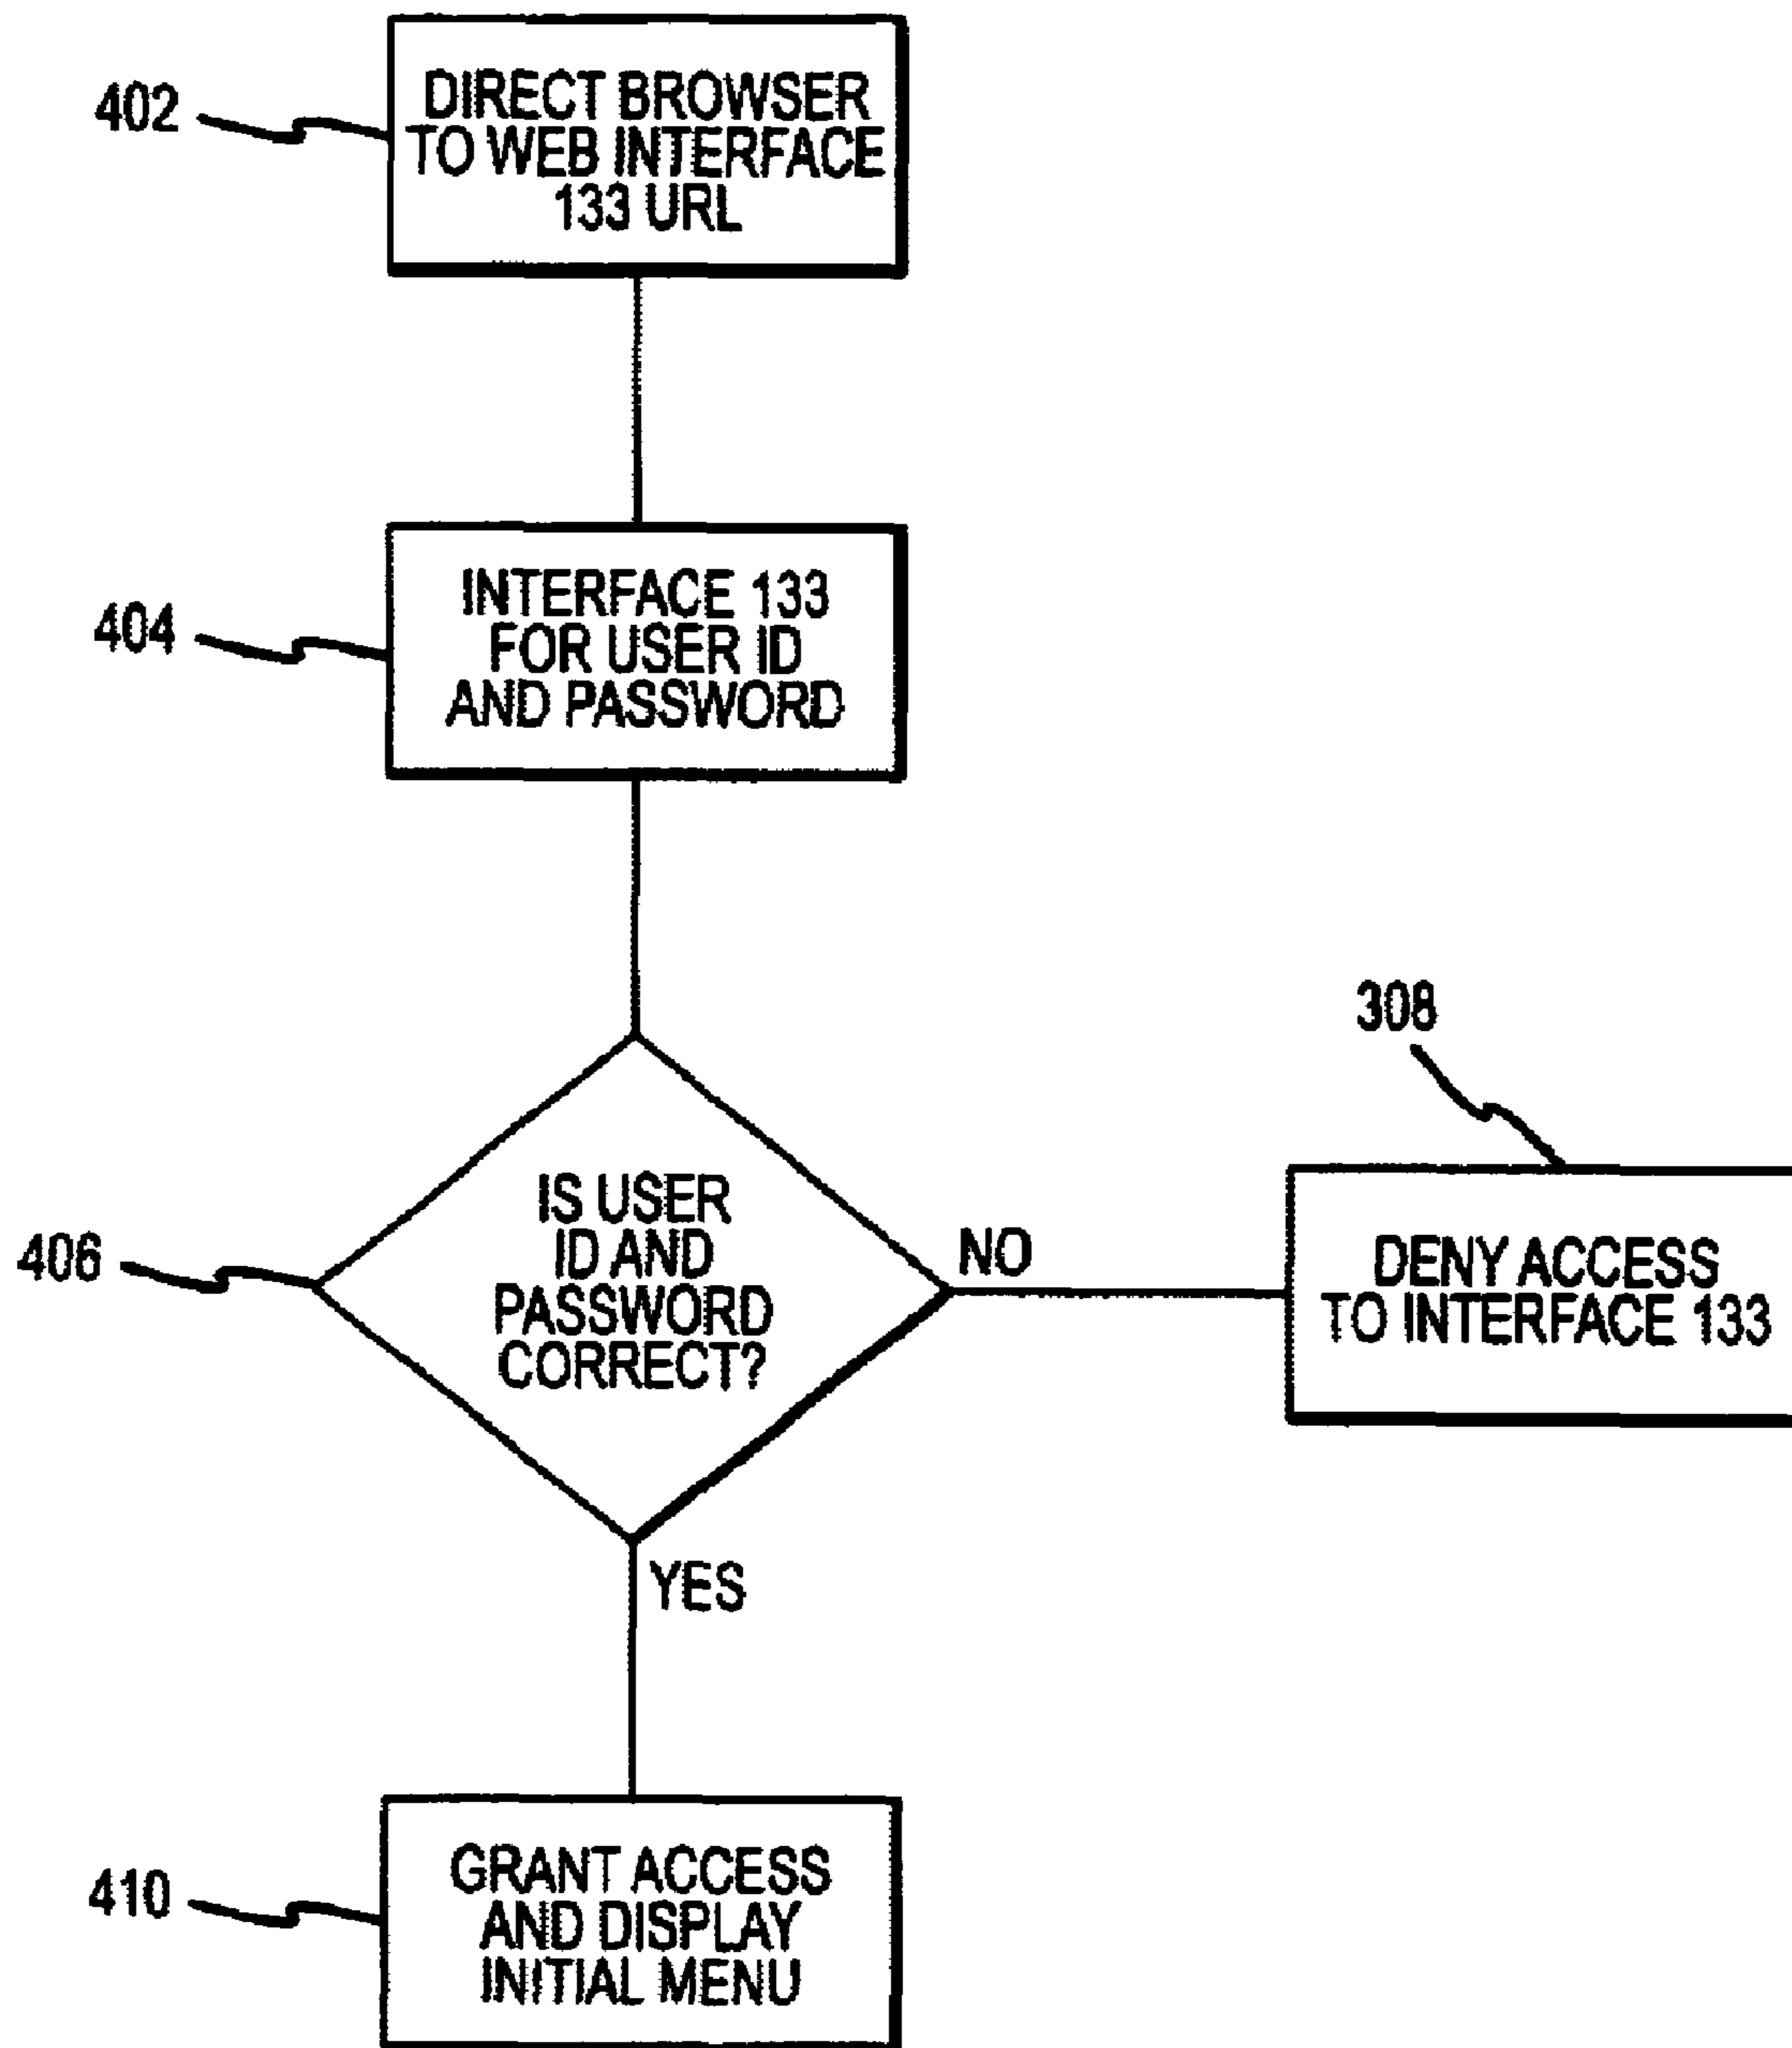 402
DIRECT BROWSER
TO WEB INTERFACE
133 URL
404
INTERFACE 133
FOR USER ID
AND PASSWORD
406
IS USER
ID AND
PASSWORD
CORRECT?
NO
308
DENY ACCESS
TO INTERFACE 133
YES
410
GRANT ACCESS
AND DISPLAY
INITIAL MENU